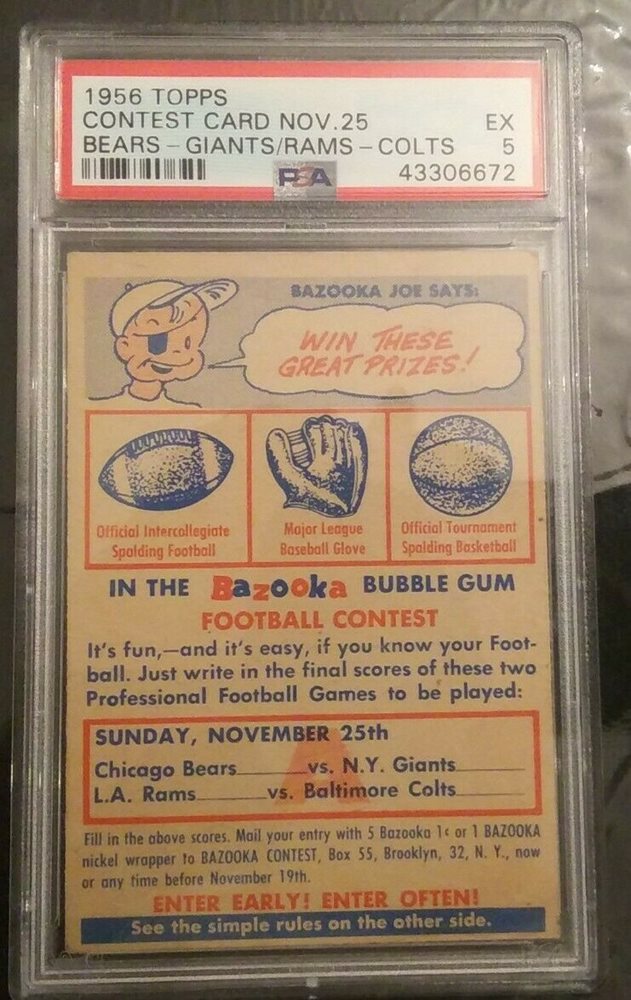 1956 TOPPS
CONTEST CARD NOV.25 EX
BEARS - GIANTS/RAMS - COLTS 5
PSA 43306672
BAZOOKA JOE SAYS:
WIN THESE
GREAT PRIZES!
Official Intercollegiate
Spalding Football
Major League
Baseball Glove
Official Tournament
Spalding Basketball
IN THE Bazooka BUBBLE GUM
FOOTBALL CONTEST
It's fun,—and it's easy, if you know your Foot-
ball. Just write in the final scores of these two
Professional Football Games to be played:
SUNDAY, NOVEMBER 25th
Chicago Bears______vs. N.Y. Giants______
L.A. Rams______vs. Baltimore Colts______
A
Fill in the above scores. Mail your entry with 5 Bazooka 1¢ or 1 BAZOOKA
nickel wrapper to BAZOOKA CONTEST, Box 55, Brooklyn, 32, N. Y., now
or any time before November 19th.
ENTER EARLY! ENTER OFTEN!
See the simple rules on the other side.